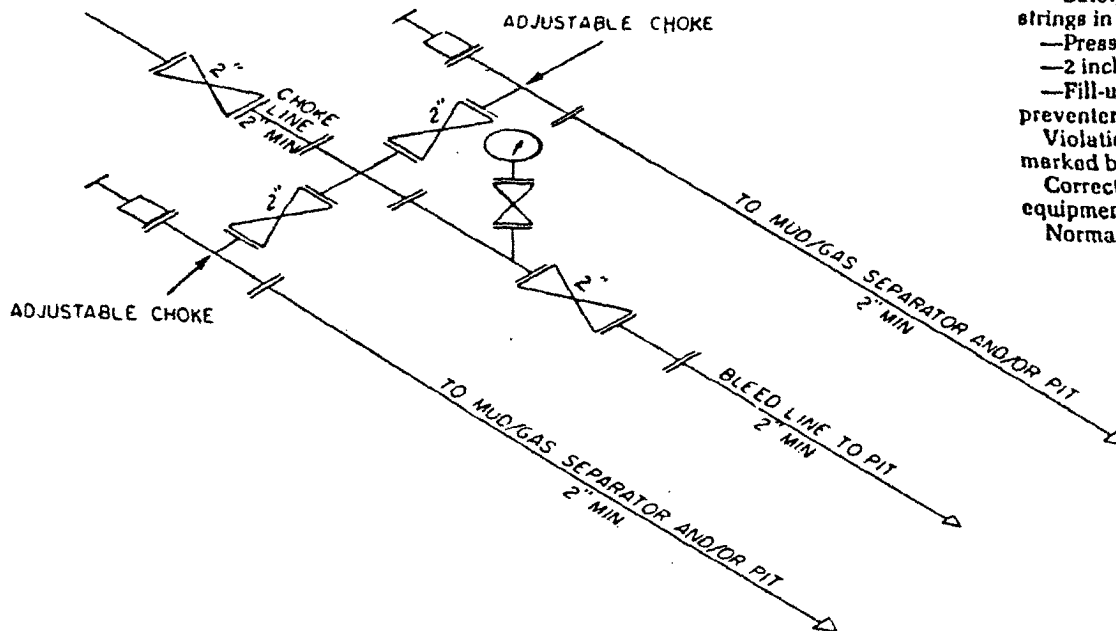 ADJUSTABLE CHOKE
2"
CHOKE
LINE
2" MIN
2"
2"
ADJUSTABLE CHOKE
2"
TO MUD/GAS SEPARATOR AND/OR PIT
2" MIN
BLEED LINE TO PIT
2" MIN
TO MUD/GAS SEPARATOR AND/OR PIT
2" MIN
strings in
—Press
—2 incl
—Fill-u
preventer
Violatio
marked b
Correct
equipmen
Norma